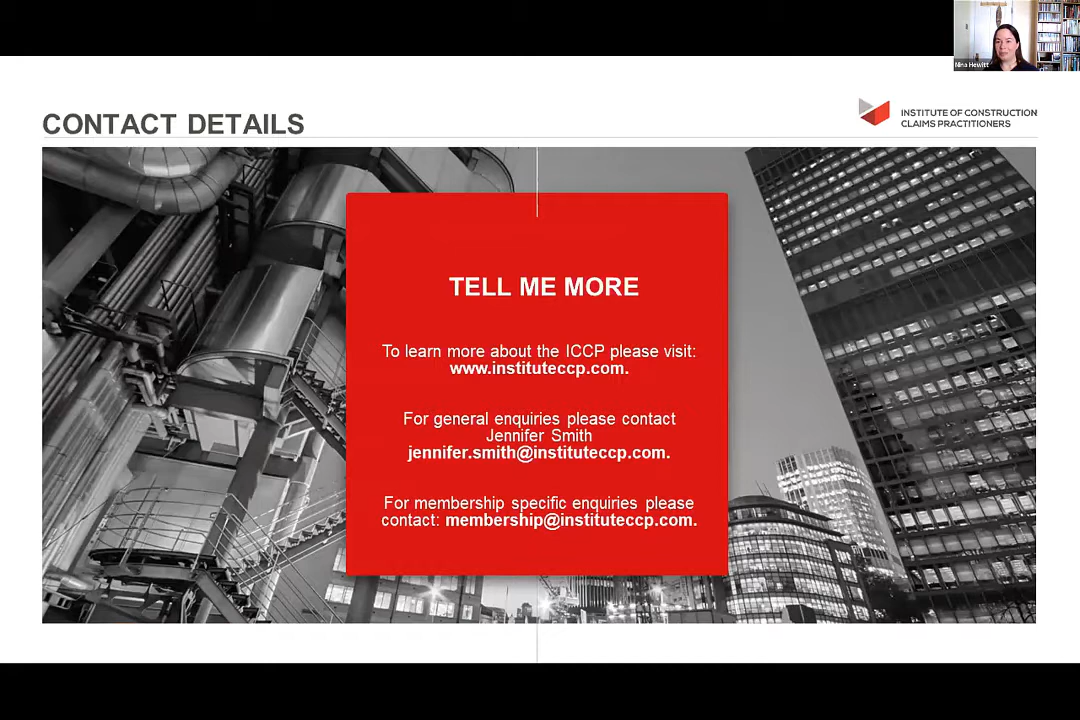 Nina Hewitt
CONTACT DETAILS
INSTITUTE OF CONSTRUCTION
CLAIMS PRACTITIONERS
TELL ME MORE
To learn more about the ICCP please visit:
www.instituteccp.com.
For general enquiries please contact
Jennifer Smith
jennifer.smith@instituteccp.com.
For membership specific enquiries please
contact: membership@instituteccp.com.